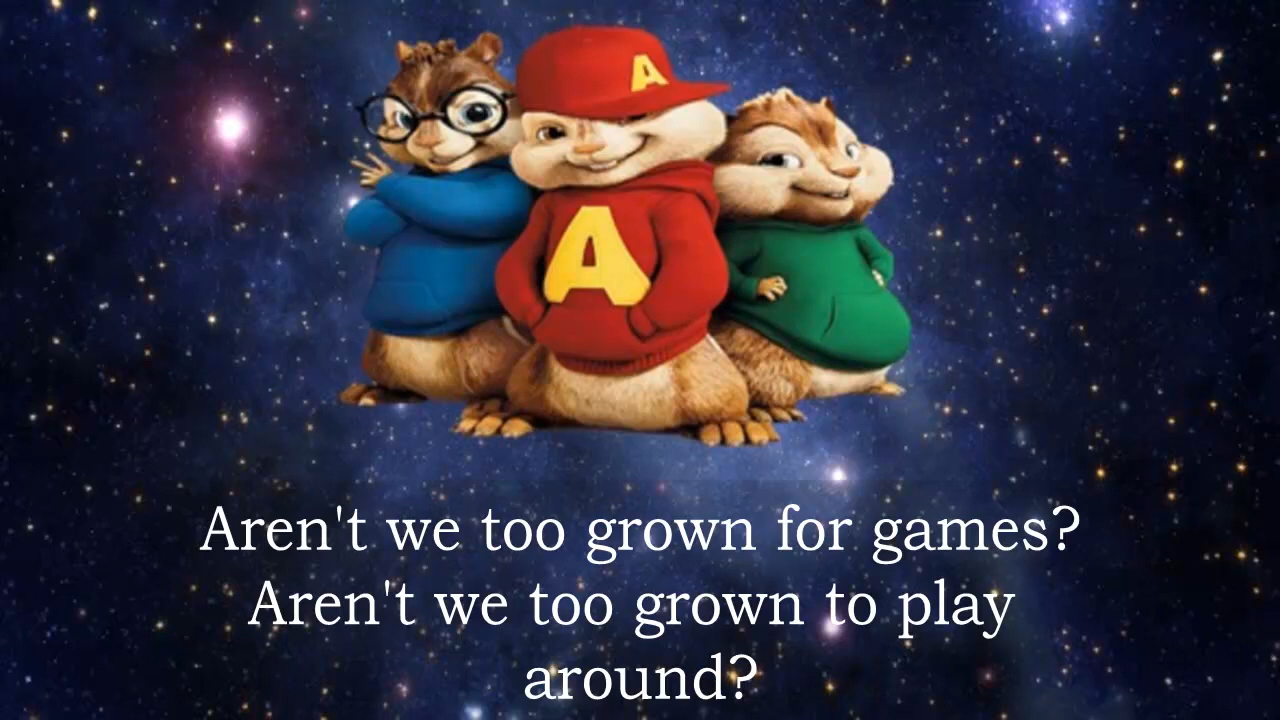 A
A
Aren't we too grown for games?
Aren't we too grown to play
around?